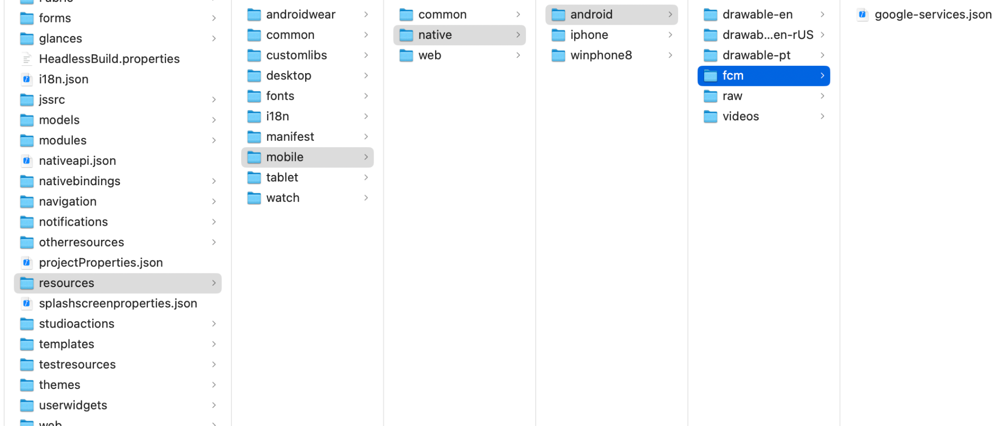 forms
glances
HeadlessBuild.properties
i18n.json
jssrc
models
modules
nativeapi.json
nativebindings
navigation
notifications
otherresources
projectProperties.json
resources
splashscreenproperties.json
studioactions
templates
testresources
themes
userwidgets
web
androidwear
common
customlibs
desktop
fonts
i18n
manifest
mobile
tablet
watch
common
native
web
android
iphone
winphone8
drawable-en
drawab...en-rUS
drawable-pt
fcm
raw
videos
google-services.json